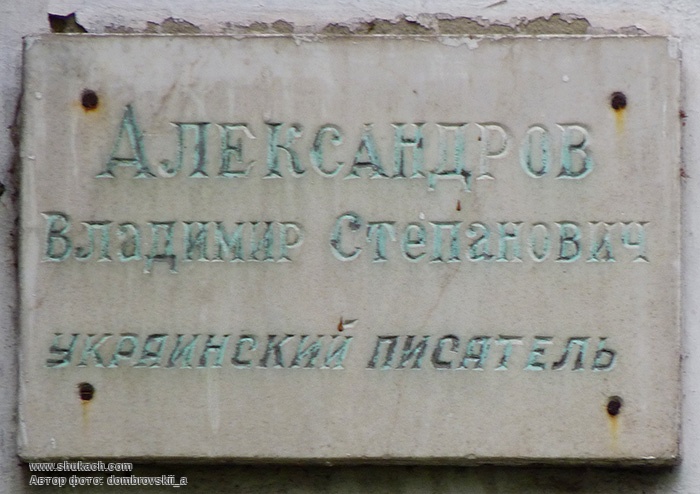 Александров
Владимир Степанович
украинский писатель
www.shukach.com
Автор фото: dombrovskii_a